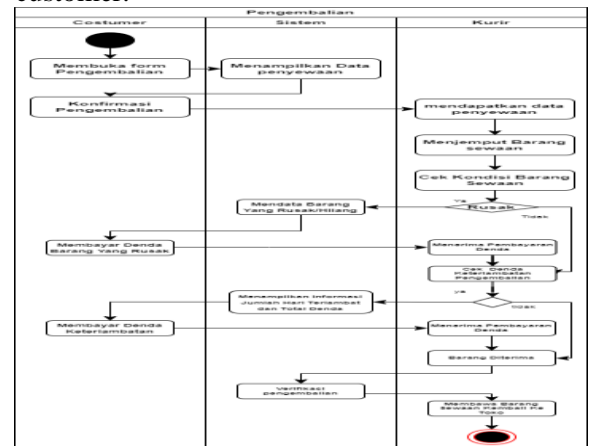 customer.
Pengembalian
Costumer
Sistem
Kurir
Membuka form
Pengembalian
Menampilkan Data
penyewaan
Konfirmasi
Pengembalian
mendapatkan data
penyewaan
Menjemput Barang
sewaan
Cek Kondisi Barang
Sewaan
Ya
Rusak
Tidak
Mendata Barang
Yang Rusak/Hilang
Membayar Denda
Barang Yang Rusak
Menerima Pembayaran
Denda
Cek Denda
Keterlambatan
Pengembalian
ya
tidak
Menampilkan Informasi
Jumlah Hari Terlambat
dan Total Denda
Membayar Denda
Keterlambatan
Menerima Pembayaran
Denda
Barang Diterima
Verifikasi
pengembalian
Membawa Barang
Sewaan Kembali Ke
Toko